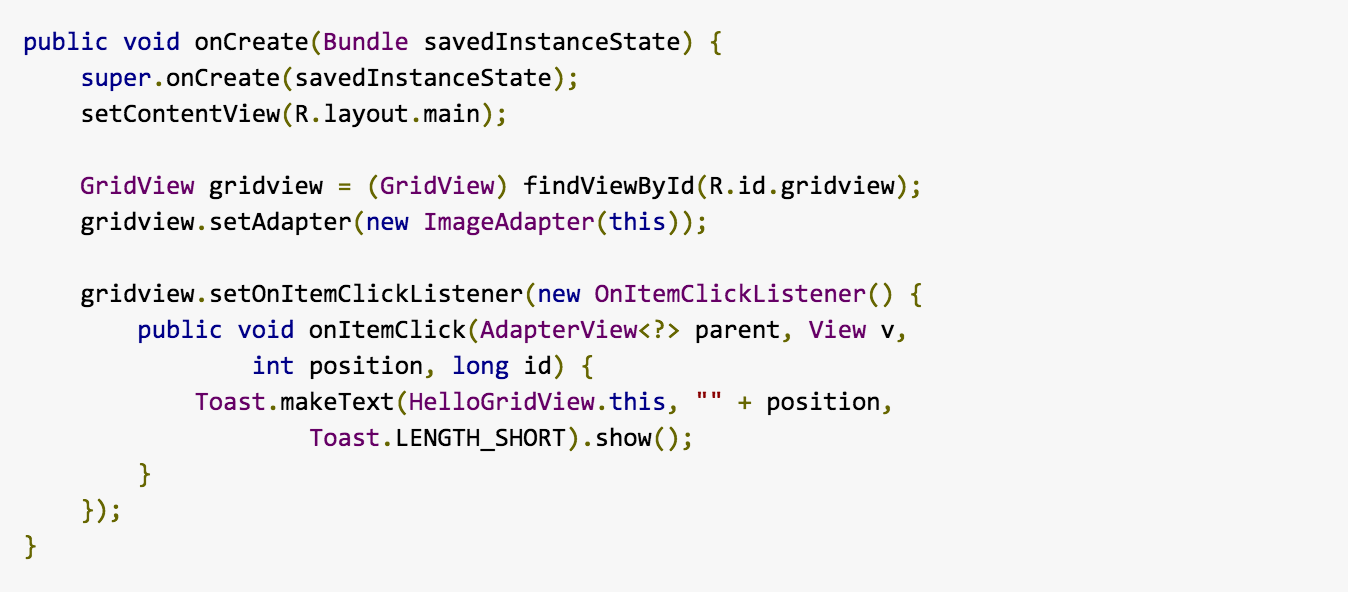 public void onCreate(Bundle savedInstanceState) {
    super.onCreate(savedInstanceState);
    setContentView(R.layout.main);

    GridView gridview = (GridView) findViewById(R.id.gridview);
    gridview.setAdapter(new ImageAdapter(this));

    gridview.setOnItemClickListener(new OnItemClickListener() {
        public void onItemClick(AdapterView<?> parent, View v,
                int position, long id) {
            Toast.makeText(HelloGridView.this, "" + position,
                    Toast.LENGTH_SHORT).show();
        }
    });
}